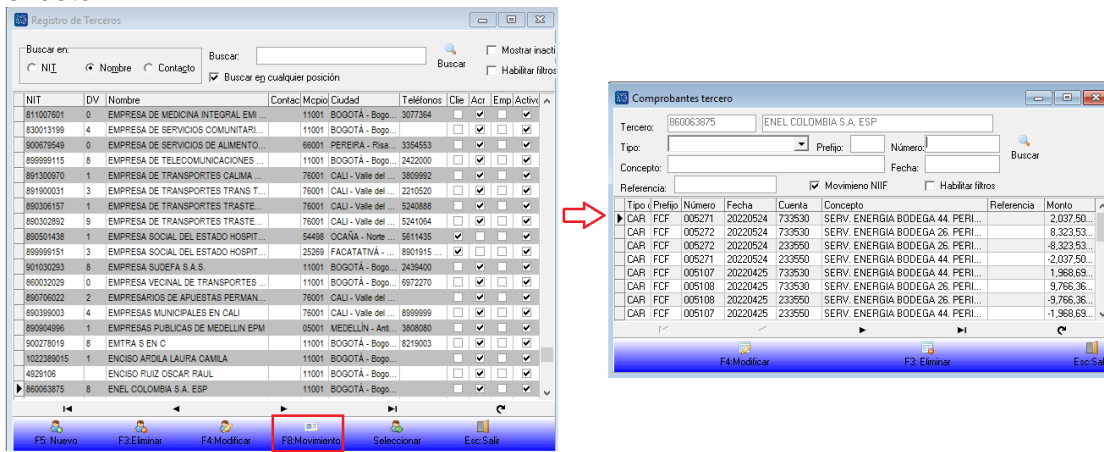 Registro de Terceros
Buscar en:
NIT
Nombre
Contacto
Buscar:
Buscar en cualquier posición
Buscar
Mostrar inacti
Habilitar filtros
NIT DV Nombre Contac Mcpio Ciudad Teléfonos Clie Acr Emp Activo
811007601 0 EMPRESA DE MEDICINA INTEGRAL EMI ... 11001 BOGOTÁ - Bogo... 3077364
830013199 4 EMPRESA DE SERVICIOS COMUNITARI... 11001 BOGOTÁ - Bogo...
900679549 0 EMPRESA DE SERVICIOS DE ALIMENTO... 66001 PEREIRA - Risa... 3354553
899999115 8 EMPRESA DE TELECOMUNICACIONES ... 11001 BOGOTÁ - Bogo... 2422000
891300970 1 EMPRESA DE TRANSPORTES CALIMA ... 76001 CALI - Valle del ... 3809992
891900031 3 EMPRESA DE TRANSPORTES TRANS T... 76001 CALI - Valle del ... 2210520
890306157 1 EMPRESA DE TRANSPORTES TRASTE... 76001 CALI - Valle del ... 5240888
890302892 9 EMPRESA DE TRANSPORTES TRASTE... 76001 CALI - Valle del ... 5241064
890501438 1 EMPRESA SOCIAL DEL ESTADO HOSPIT... 54498 OCAÑA - Norte ... 5611435
899999151 3 EMPRESA SOCIAL DEL ESTADO HOSPIT... 25269 FACATATIVÁ - ... 8901915 ...
901030293 8 EMPRESA SUDEFA S.A.S. 11001 BOGOTÁ - Bogo... 2439400
860032029 0 EMPRESA VECINAL DE TRANSPORTES ... 11001 BOGOTÁ - Bogo... 6972270
890706022 2 EMPRESARIOS DE APUESTAS PERMAN... 76001 CALI - Valle del ...
890399003 4 EMPRESAS MUNICIPALES EN CALI 76001 CALI - Valle del ... 8999999
890904996 1 EMPRESAS PUBLICAS DE MEDELLIN EPM 05001 MEDELLÍN - Anti... 3808080
900278019 8 EMTRA S EN C 11001 BOGOTÁ - Bogo... 8219003
1022389015 1 ENCISO ARDILA LAURA CAMILA 11001 BOGOTÁ - Bogo...
4929106 ENCISO RUIZ OSCAR RAUL 11001 BOGOTÁ - Bogo...
860063875 8 ENEL COLOMBIA S.A. ESP 11001 BOGOTÁ - Bogo...
F5: Nuevo F3:Eliminar F4:Modificar F8:Movimiento Seleccionar Esc:Salir
Comprobantes tercero
Tercero: 860063875 ENEL COLOMBIA S.A. ESP
Tipo: Prefijo: Número: Buscar
Concepto: Fecha:
Referencia: Movimieno NIIF Habilitar filtros
Tipo c Prefijo Número Fecha Cuenta Concepto Referencia Monto
CAR FCF 005271 20220524 733530 SERV. ENERGIA BODEGA 44. PERI... 2,037,50...
CAR FCF 005272 20220524 733530 SERV. ENERGIA BODEGA 26. PERI... 8,323,53...
CAR FCF 005272 20220524 233550 SERV. ENERGIA BODEGA 26. PERI... -8,323,53...
CAR FCF 005271 20220524 233550 SERV. ENERGIA BODEGA 44. PERI... -2,037,50...
CAR FCF 005107 20220425 733530 SERV. ENERGIA BODEGA 44. PERI... 1,968,69...
CAR FCF 005108 20220425 733530 SERV. ENERGIA BODEGA 26. PERI... 9,766,36...
CAR FCF 005108 20220425 233550 SERV. ENERGIA BODEGA 26. PERI... -9,766,36...
CAR FCF 005107 20220425 233550 SERV. ENERGIA BODEGA 44. PERI... -1,968,69...
F4:Modificar F3: Eliminar Esc:Sal